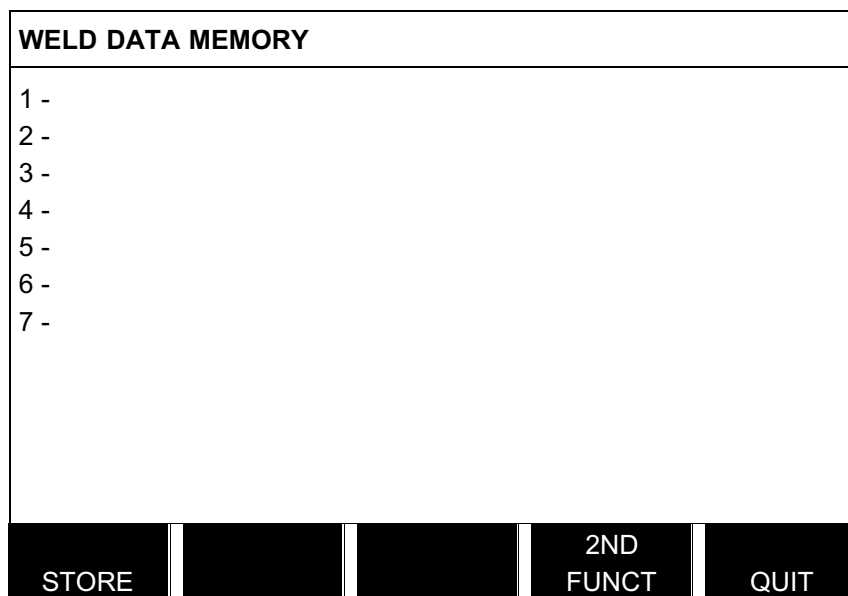 WELD DATA MEMORY
1 -
2 -
3 -
4 -
5 -
6 -
7 -
STORE
2ND
FUNCT
QUIT